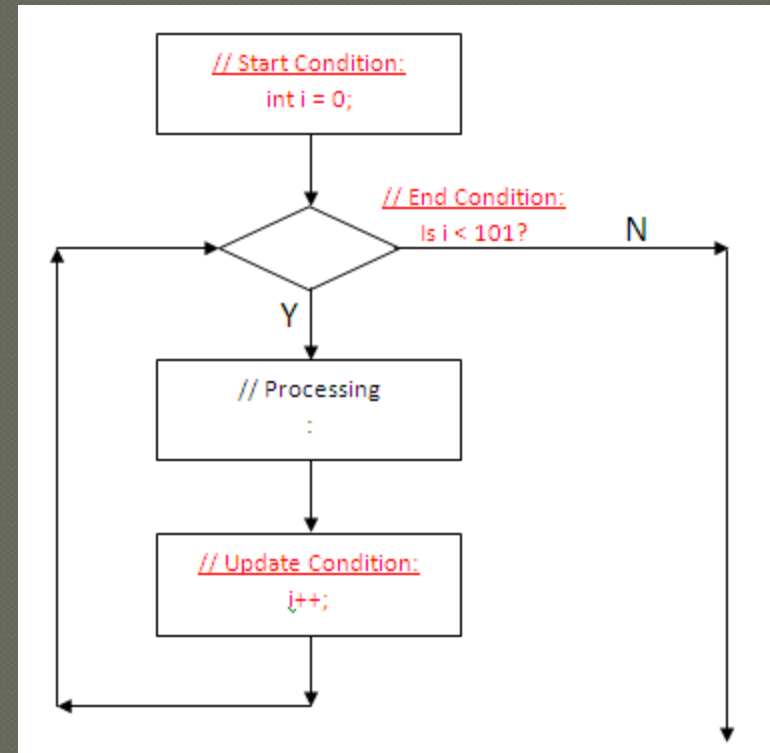 // Start Condition:
int i = 0;
// End Condition:
Is i < 101?
N
Y
// Processing
:
// Update Condition:
i++;